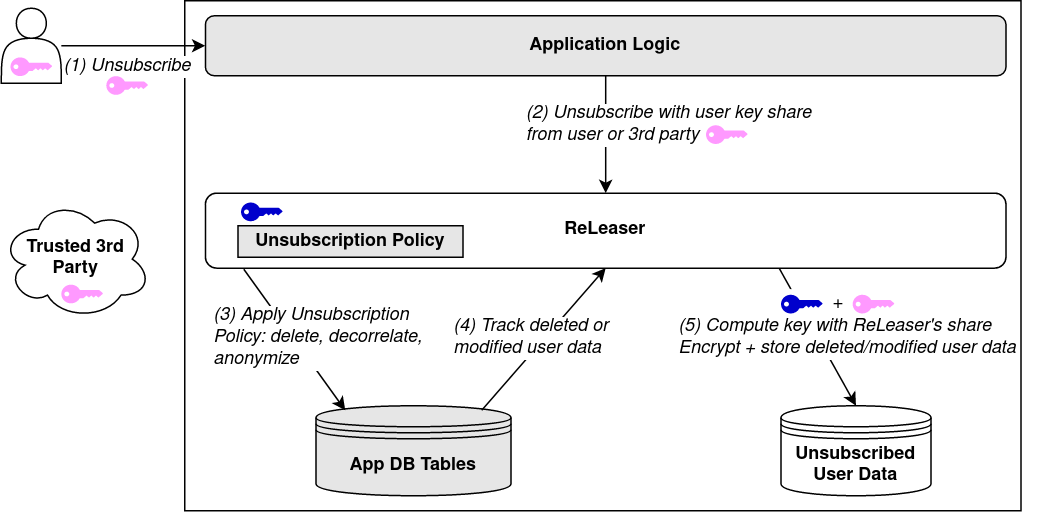 Application Logic
(1) Unsubscribe
(2) Unsubscribe with user key share
from user or 3rd party
Unsubscription Policy
ReLeaser
Trusted 3rd
Party
(3) Apply Unsubscription
Policy: delete, decorrelate,
anonymize
(4) Track deleted or
modified user data
+
(5) Compute key with ReLeaser's share
Encrypt + store deleted/modified user data
App DB Tables
Unsubscribed
User Data